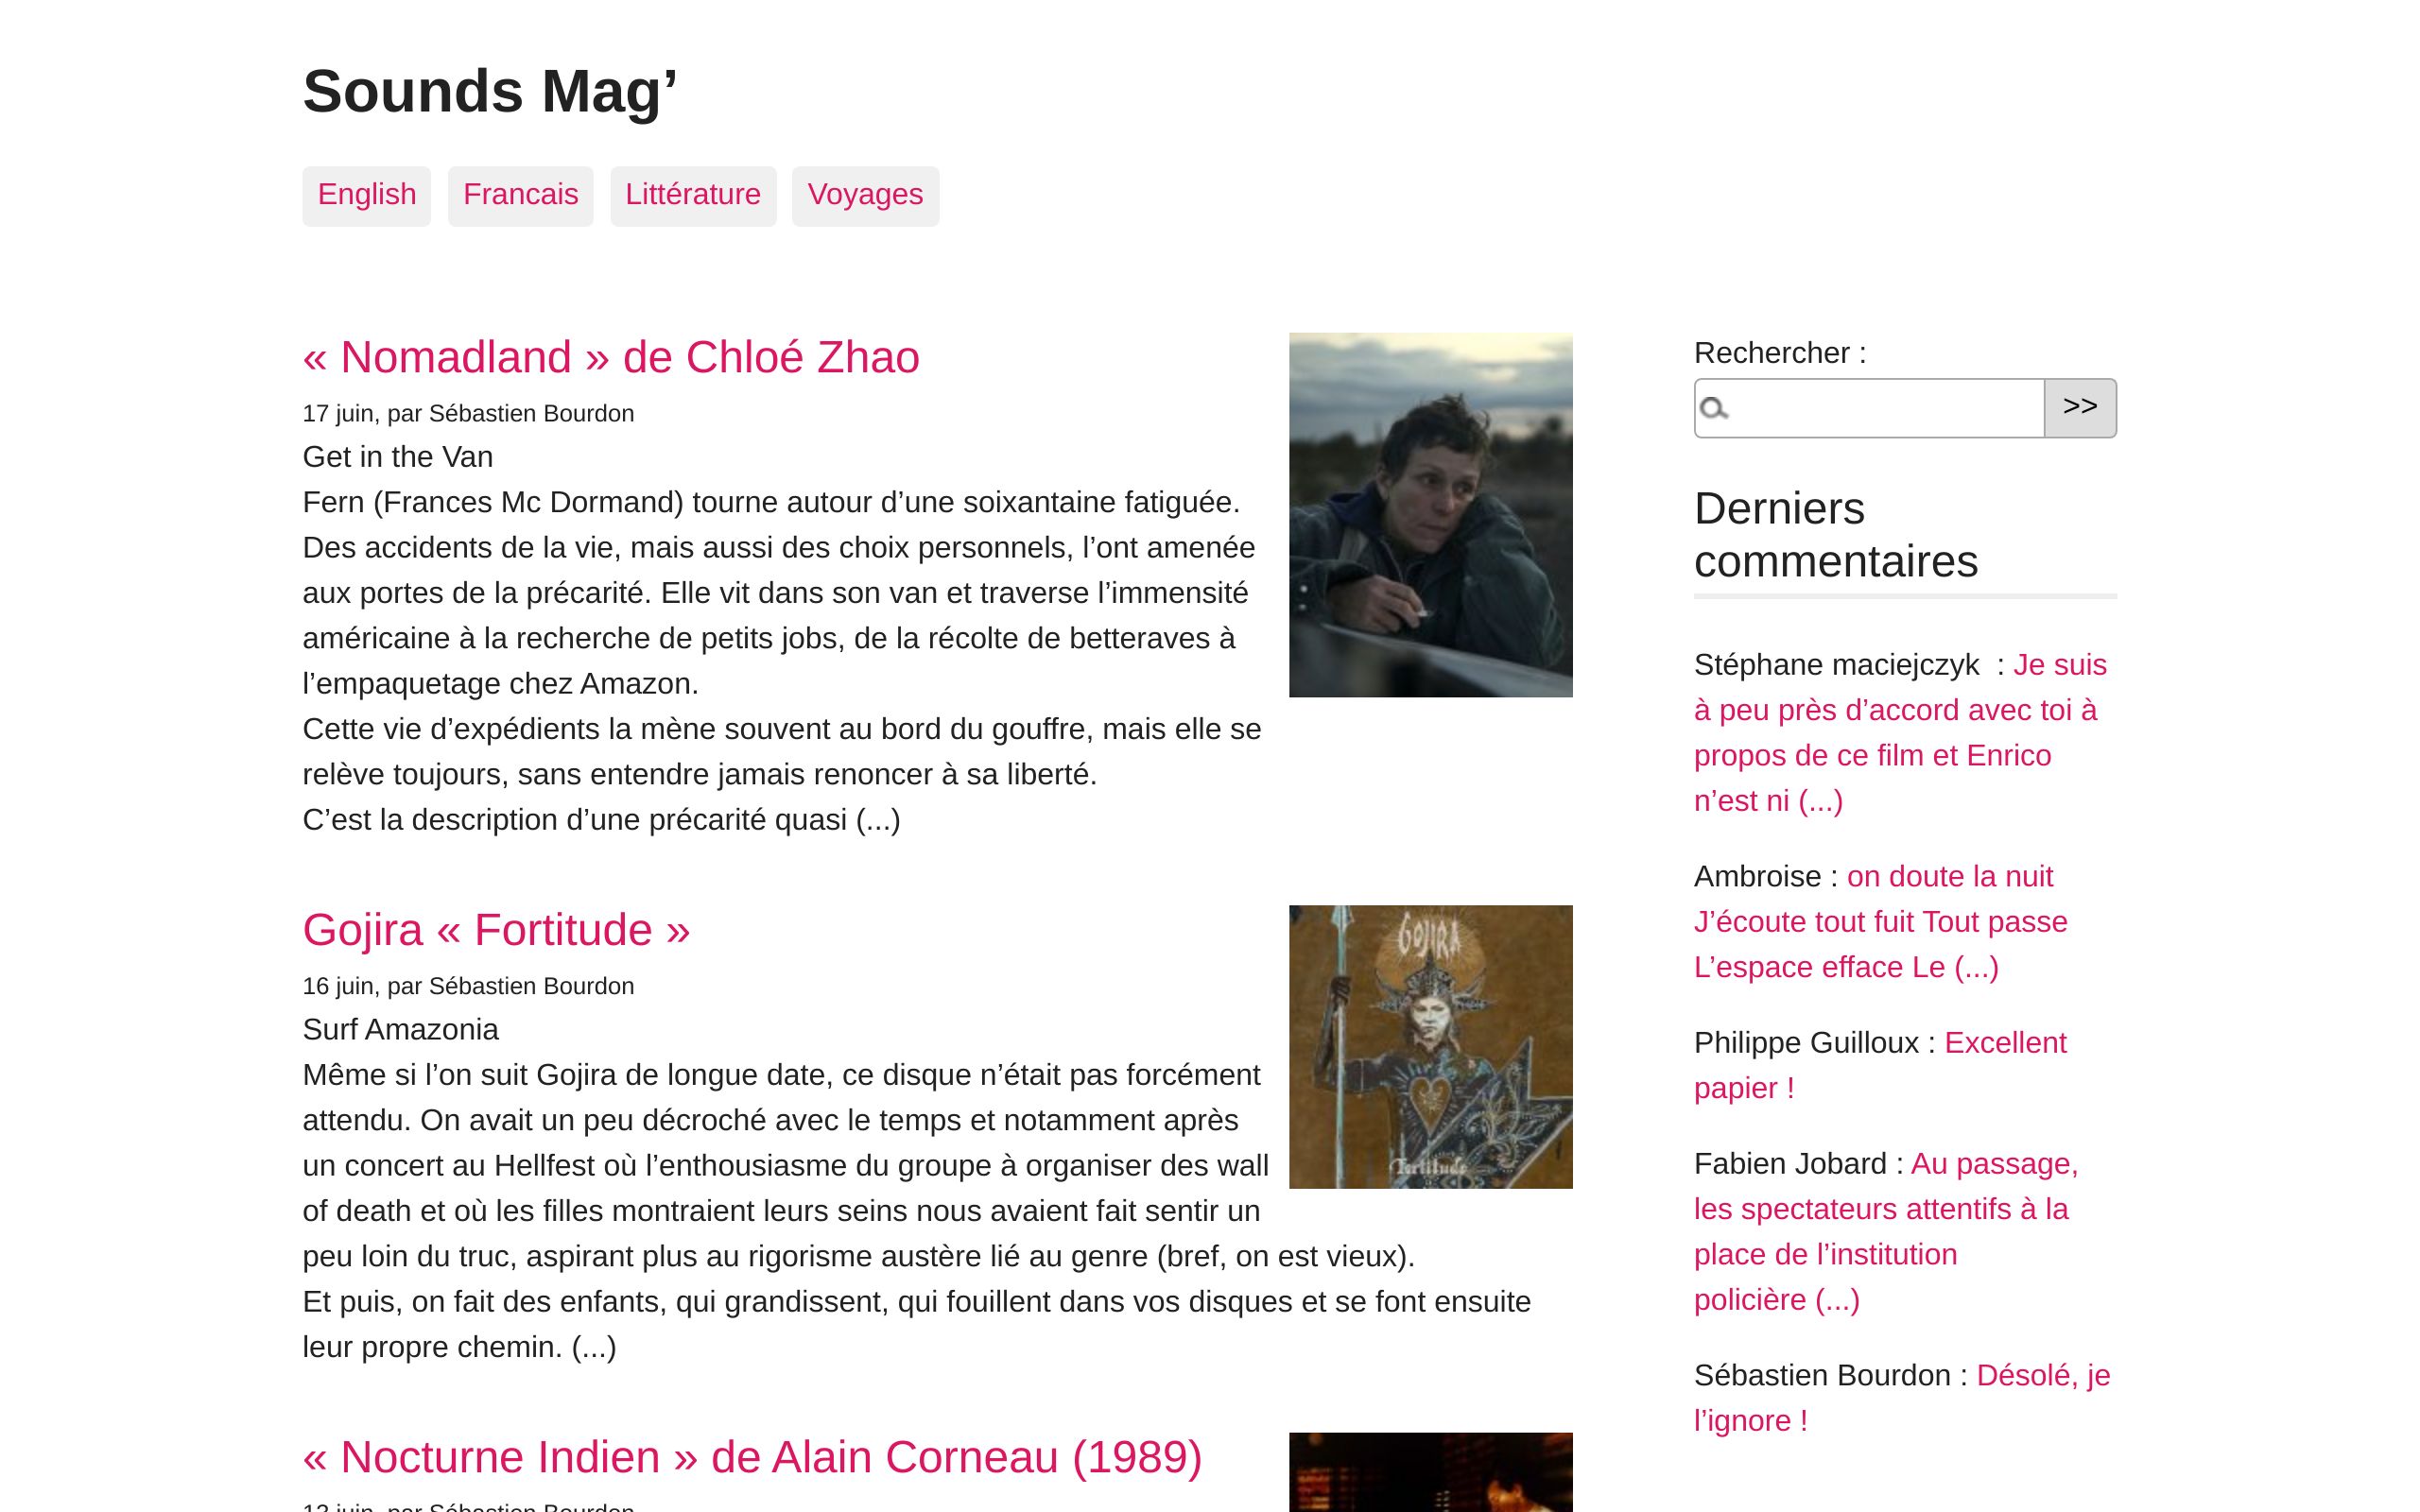 Sounds Mag’
English
Francais
Littérature
Voyages
« Nomadland » de Chloé Zhao
17 juin, par Sébastien Bourdon
Get in the Van
Fern (Frances Mc Dormand) tourne autour d’une soixantaine fatiguée.
Des accidents de la vie, mais aussi des choix personnels, l’ont amenée
aux portes de la précarité. Elle vit dans son van et traverse l’immensité
américaine à la recherche de petits jobs, de la récolte de betteraves à
l’empaquetage chez Amazon.
Cette vie d’expédients la mène souvent au bord du gouffre, mais elle se
relève toujours, sans entendre jamais renoncer à sa liberté.
C’est la description d’une précarité quasi (...)
Gojira « Fortitude »
16 juin, par Sébastien Bourdon
Surf Amazonia
Même si l’on suit Gojira de longue date, ce disque n’était pas forcément
attendu. On avait un peu décroché avec le temps et notamment après
un concert au Hellfest où l’enthousiasme du groupe à organiser des wall
of death et où les filles montraient leurs seins nous avaient fait sentir un
peu loin du truc, aspirant plus au rigorisme austère lié au genre (bref, on est vieux).
Et puis, on fait des enfants, qui grandissent, qui fouillent dans vos disques et se font ensuite
leur propre chemin. (...)
GOJIRA
Fortitude
« Nocturne Indien » de Alain Corneau (1989)
Rechercher :
>>
Derniers
commentaires
Stéphane maciejczyk  : Je suis
à peu près d’accord avec toi à
propos de ce film et Enrico
n’est ni (...)
Ambroise : on doute la nuit
J’écoute tout fuit Tout passe
L’espace efface Le (...)
Philippe Guilloux : Excellent
papier !
Fabien Jobard : Au passage,
les spectateurs attentifs à la
place de l’institution
policière (...)
Sébastien Bourdon : Désolé, je
l’ignore !